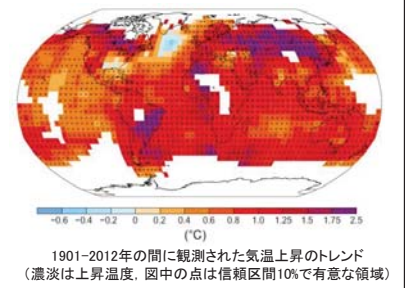 -0.6 -0.4 -0.2 0 0.2 0.4 0.6 0.8 1.0 1.25 1.5 1.75 2.5
(°C)
1901-2012年の間に観測された気温上昇のトレンド
(濃淡は上昇温度，図中の点は信頼区間10%で有意な領域)